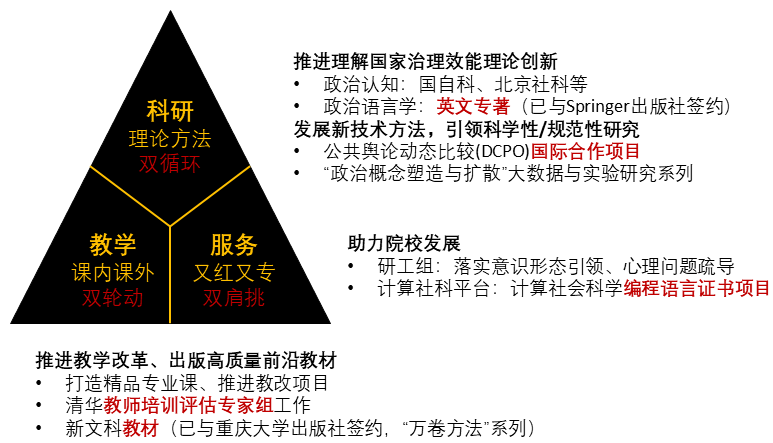 科研
理论方法
双循环
教学
课内课外
双轮动
服务
又红又专
双肩挑
推进理解国家治理效能理论创新
• 政治认知：国自科、北京社科等
• 政治语言学：英文专著（已与Springer出版社签约）
发展新技术方法，引领科学性/规范性研究
• 公共舆论动态比较(DCPO)国际合作项目
• “政治概念塑造与扩散”大数据与实验研究系列
助力院校发展
• 研工组：落实意识形态引领、心理问题疏导
• 计算社科平台：计算社会科学编程语言证书项目
推进教学改革、出版高质量前沿教材
• 打造精品专业课、推进教改项目
• 清华教师培训评估专家组工作
• 新文科教材（已与重庆大学出版社签约，“万卷方法”系列）